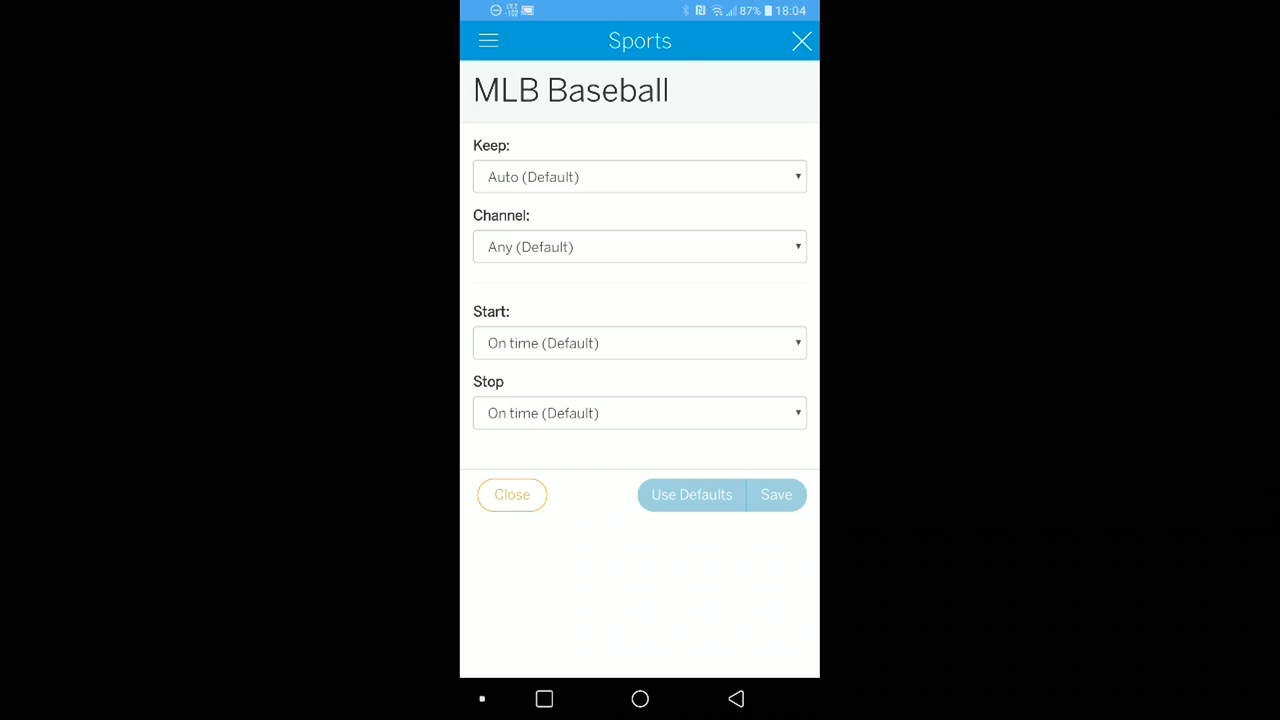 87% 18:04
Sports
MLB Baseball
Keep:
Auto (Default)
Channel:
Any (Default)
Start:
On time (Default)
Stop
On time (Default)
Close
Use Defaults
Save